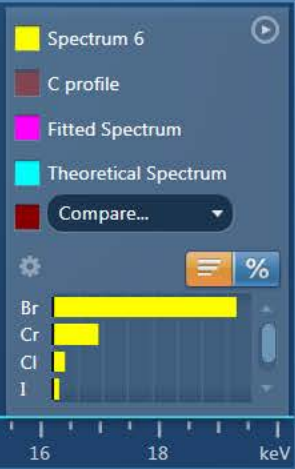 Spectrum 6
C profile
Fitted Spectrum
Theoretical Spectrum
Compare...
%
Br
Cr
Cl
I
16 18 keV